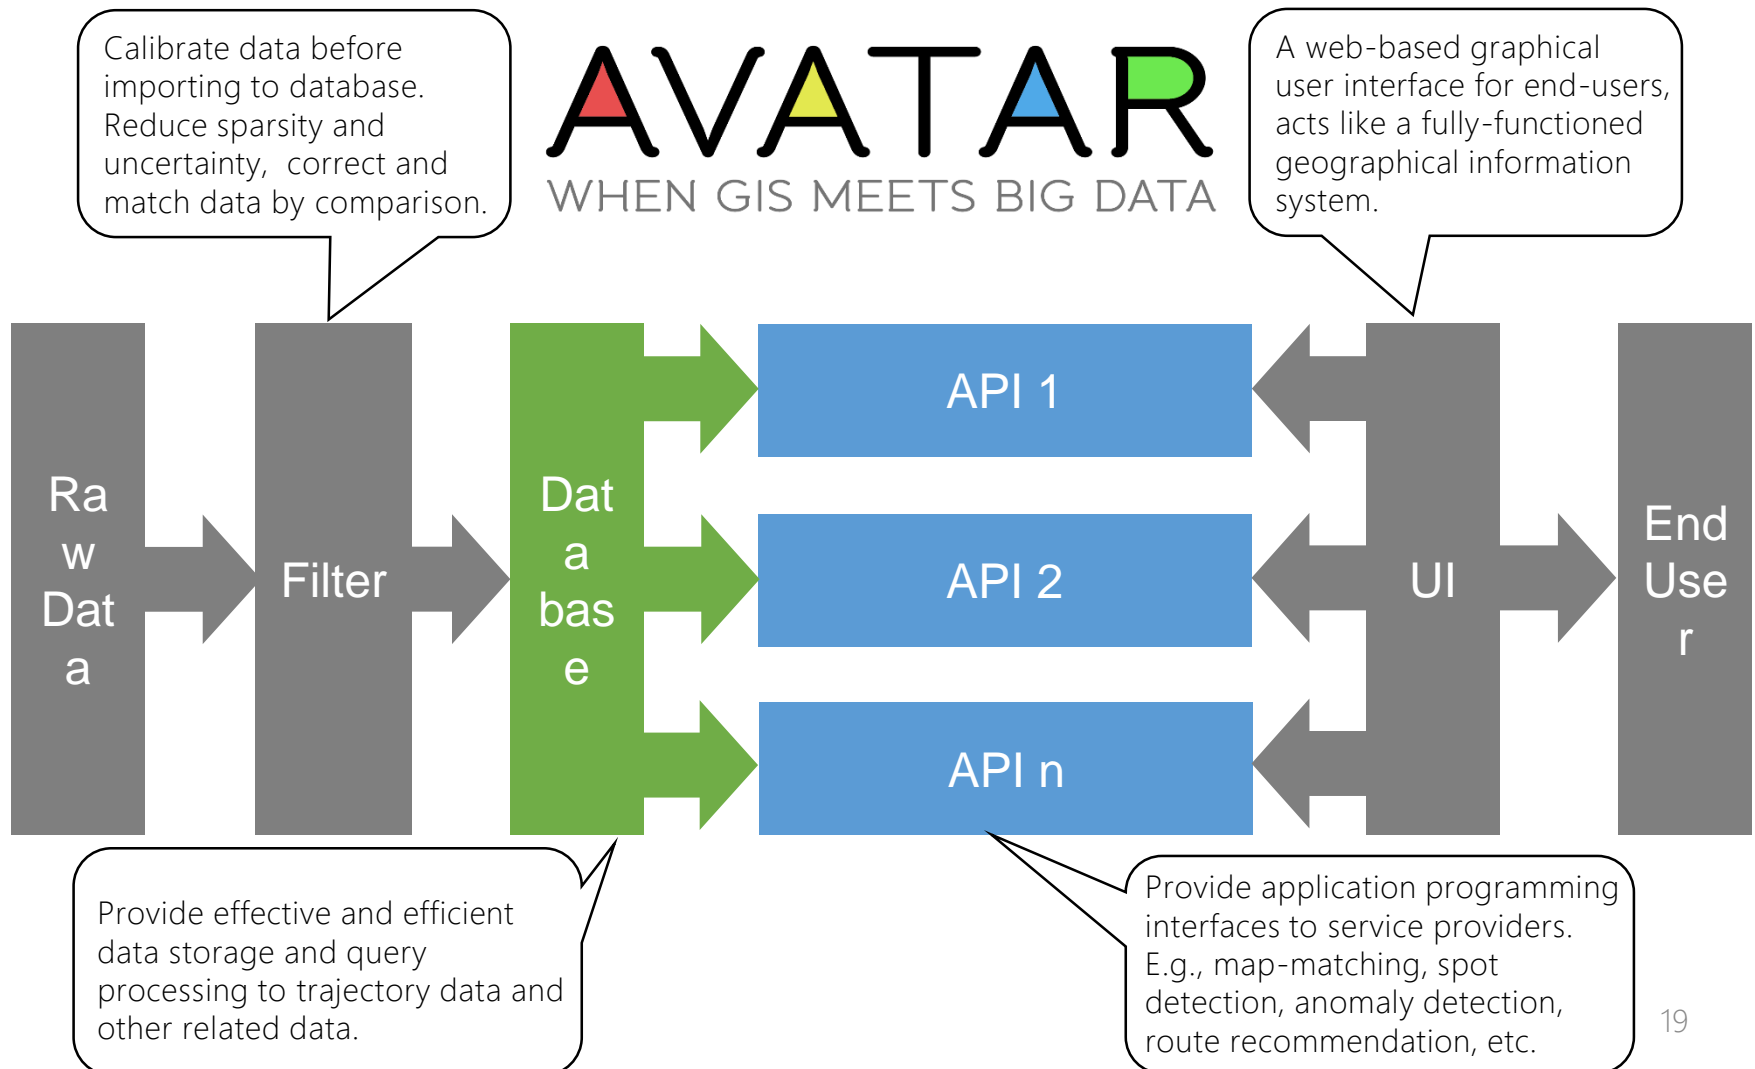 Calibrate data before
importing to database.
Reduce sparsity and
uncertainty, correct and
match data by comparison.
AVATAR
WHEN GIS MEETS BIG DATA
A web-based graphical
user interface for end-users,
acts like a fully-functioned
geographical information
system.
Ra
w
Dat
a
Filter
Dat
a
bas
e
API 1
API 2
API n
UI
End
Use
r
Provide effective and efficient
data storage and query
processing to trajectory data and
other related data.
Provide application programming
interfaces to service providers.
E.g., map-matching, spot
detection, anomaly detection,
route recommendation, etc.
19